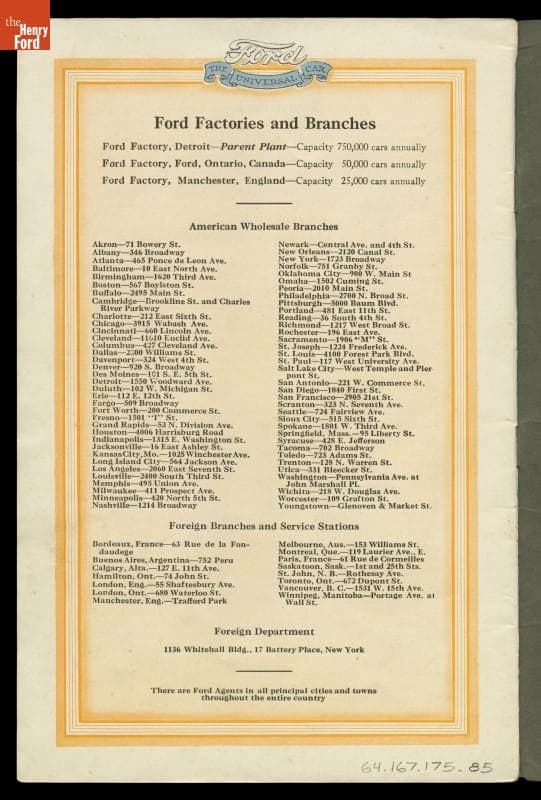 the
Henry
Ford
Ford
THE UNIVERSAL CAR
Ford Factories and Branches
Ford Factory, Detroit—Parent Plant—Capacity 750,000 cars annually
Ford Factory, Ford, Ontario, Canada—Capacity 50,000 cars annually
Ford Factory, Manchester, England—Capacity 25,000 cars annually
American Wholesale Branches
Akron—71 Bowery St.
Albany—346 Broadway
Atlanta—465 Ponce de Leon Ave.
Baltimore—10 East North Ave.
Birmingham—1620 Third Ave.
Boston—567 Boylston St.
Buffalo—2495 Main St.
Cambridge—Brookline St. and Charles
River Parkway
Charlotte—212 East Sixth St.
Chicago—3915 Wabash Ave.
Cincinnati—660 Lincoln Ave.
Cleveland—11610 Euclid Ave.
Columbus—427 Cleveland Ave.
Dallas—2300 Williams St.
Davenport—324 West 4th St.
Denver—920 S. Broadway
Des Moines—101 S. E. 5th St.
Detroit—1550 Woodward Ave.
Duluth—102 W. Michigan St.
Erie—112 E. 12th St.
Fargo—509 Broadway
Fort Worth—200 Commerce St.
Fresno—1501 "I" St.
Grand Rapids—53 N. Division Ave.
Houston—4006 Harrisburg Road
Indianapolis—1315 E. Washington St.
Jacksonville—16 East Ashley St.
Kansas City, Mo.—1025 Winchester Ave.
Long Island City—564 Jackson Ave.
Los Angeles—2060 East Seventh St.
Louisville—2400 South Third St.
Memphis—495 Union Ave.
Milwaukee—411 Prospect Ave.
Minneapolis—420 North 5th St.
Nashville—1214 Broadway
Newark—Central Ave. and 4th St.
New Orleans—2120 Canal St.
New York—1723 Broadway
Norfolk—751 Granby St.
Oklahoma City—900 W. Main St
Omaha—1502 Cuming St.
Peoria—2010 Main St.
Philadelphia—2700 N. Broad St.
Pittsburgh—5000 Baum Blvd.
Portland—481 East 11th St.
Reading—36 South 4th St.
Richmond—1217 West Broad St.
Rochester—196 East Ave.
Sacramento—1906 "M" St.
St. Joseph—1224 Frederick Ave.
St. Louis—4100 Forest Park Blvd.
St. Paul—117 West University Ave.
Salt Lake City—West Temple and Pier
pont St.
San Antonio—221 W. Commerce St.
San Diego—1040 First St.
San Francisco—2905 21st St.
Scranton—323 N. Seventh Ave.
Seattle—724 Fairview Ave.
Sioux City—515 Sixth St.
Spokane—1801 W. Third Ave.
Springfield, Mass.—95 Liberty St.
Syracuse—428 E. Jefferson
Tacoma—702 Broadway
Toledo—723 Adams St.
Trenton—128 N. Warren St.
Utica—331 Bleecker St.
Washington—Pennsylvania Ave. at
John Marshall Pl.
Wichita—218 W. Douglas Ave.
Worcester—109 Grafton St.
Youngstown—Glenoven & Market St.
Foreign Branches and Service Stations
Bordeaux, France—63 Rue de la Fon-
daudege
Buenos Aires, Argentina—752 Peru
Calgary, Alta.—127 E. 11th Ave.
Hamilton, Ont.—74 John St.
London, Eng.—55 Shaftesbury Ave.
London, Ont.—680 Waterloo St.
Manchester, Eng.—Trafford Park
Melbourne, Aus.—153 Williams St.
Montreal, Que.—119 Laurier Ave., E.
Paris, France—61 Rue de Cormeilles
Saskatoon, Sask.—1st and 25th Sts.
St. John, N. B.—Rothesay Ave.
Toronto, Ont.—672 Dupont St.
Vancouver, B. C.—1531 W. 15th Ave.
Winnipeg, Manitoba—Portage Ave. at
Wall St.
Foreign Department
1136 Whitehall Bldg., 17 Battery Place, New York
There are Ford Agents in all principal cities and towns
throughout the entire country
64.167.175.85